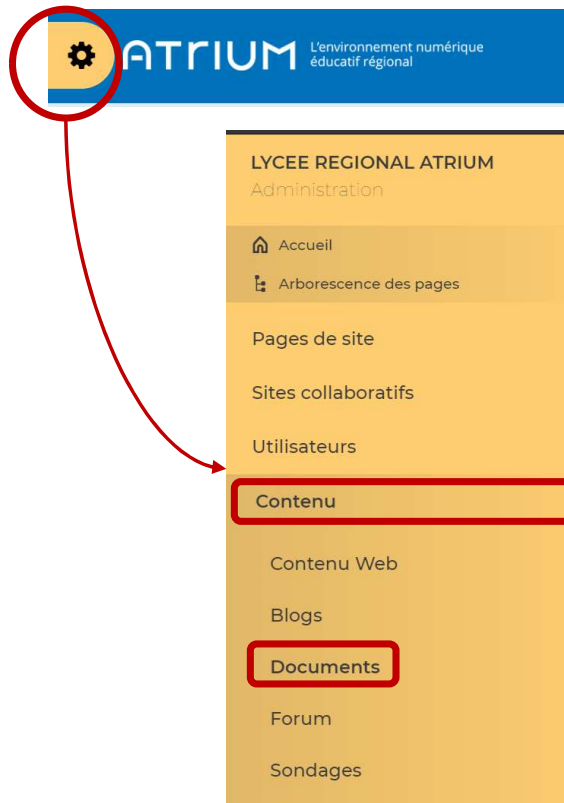 ATrIUM
L'environnement numérique
éducatif régional
LYCEE REGIONAL ATRIUM
Administration
Accueil
Arborescence des pages
Pages de site
Sites collaboratifs
Utilisateurs
Contenu
Contenu Web
Blogs
Documents
Forum
Sondages